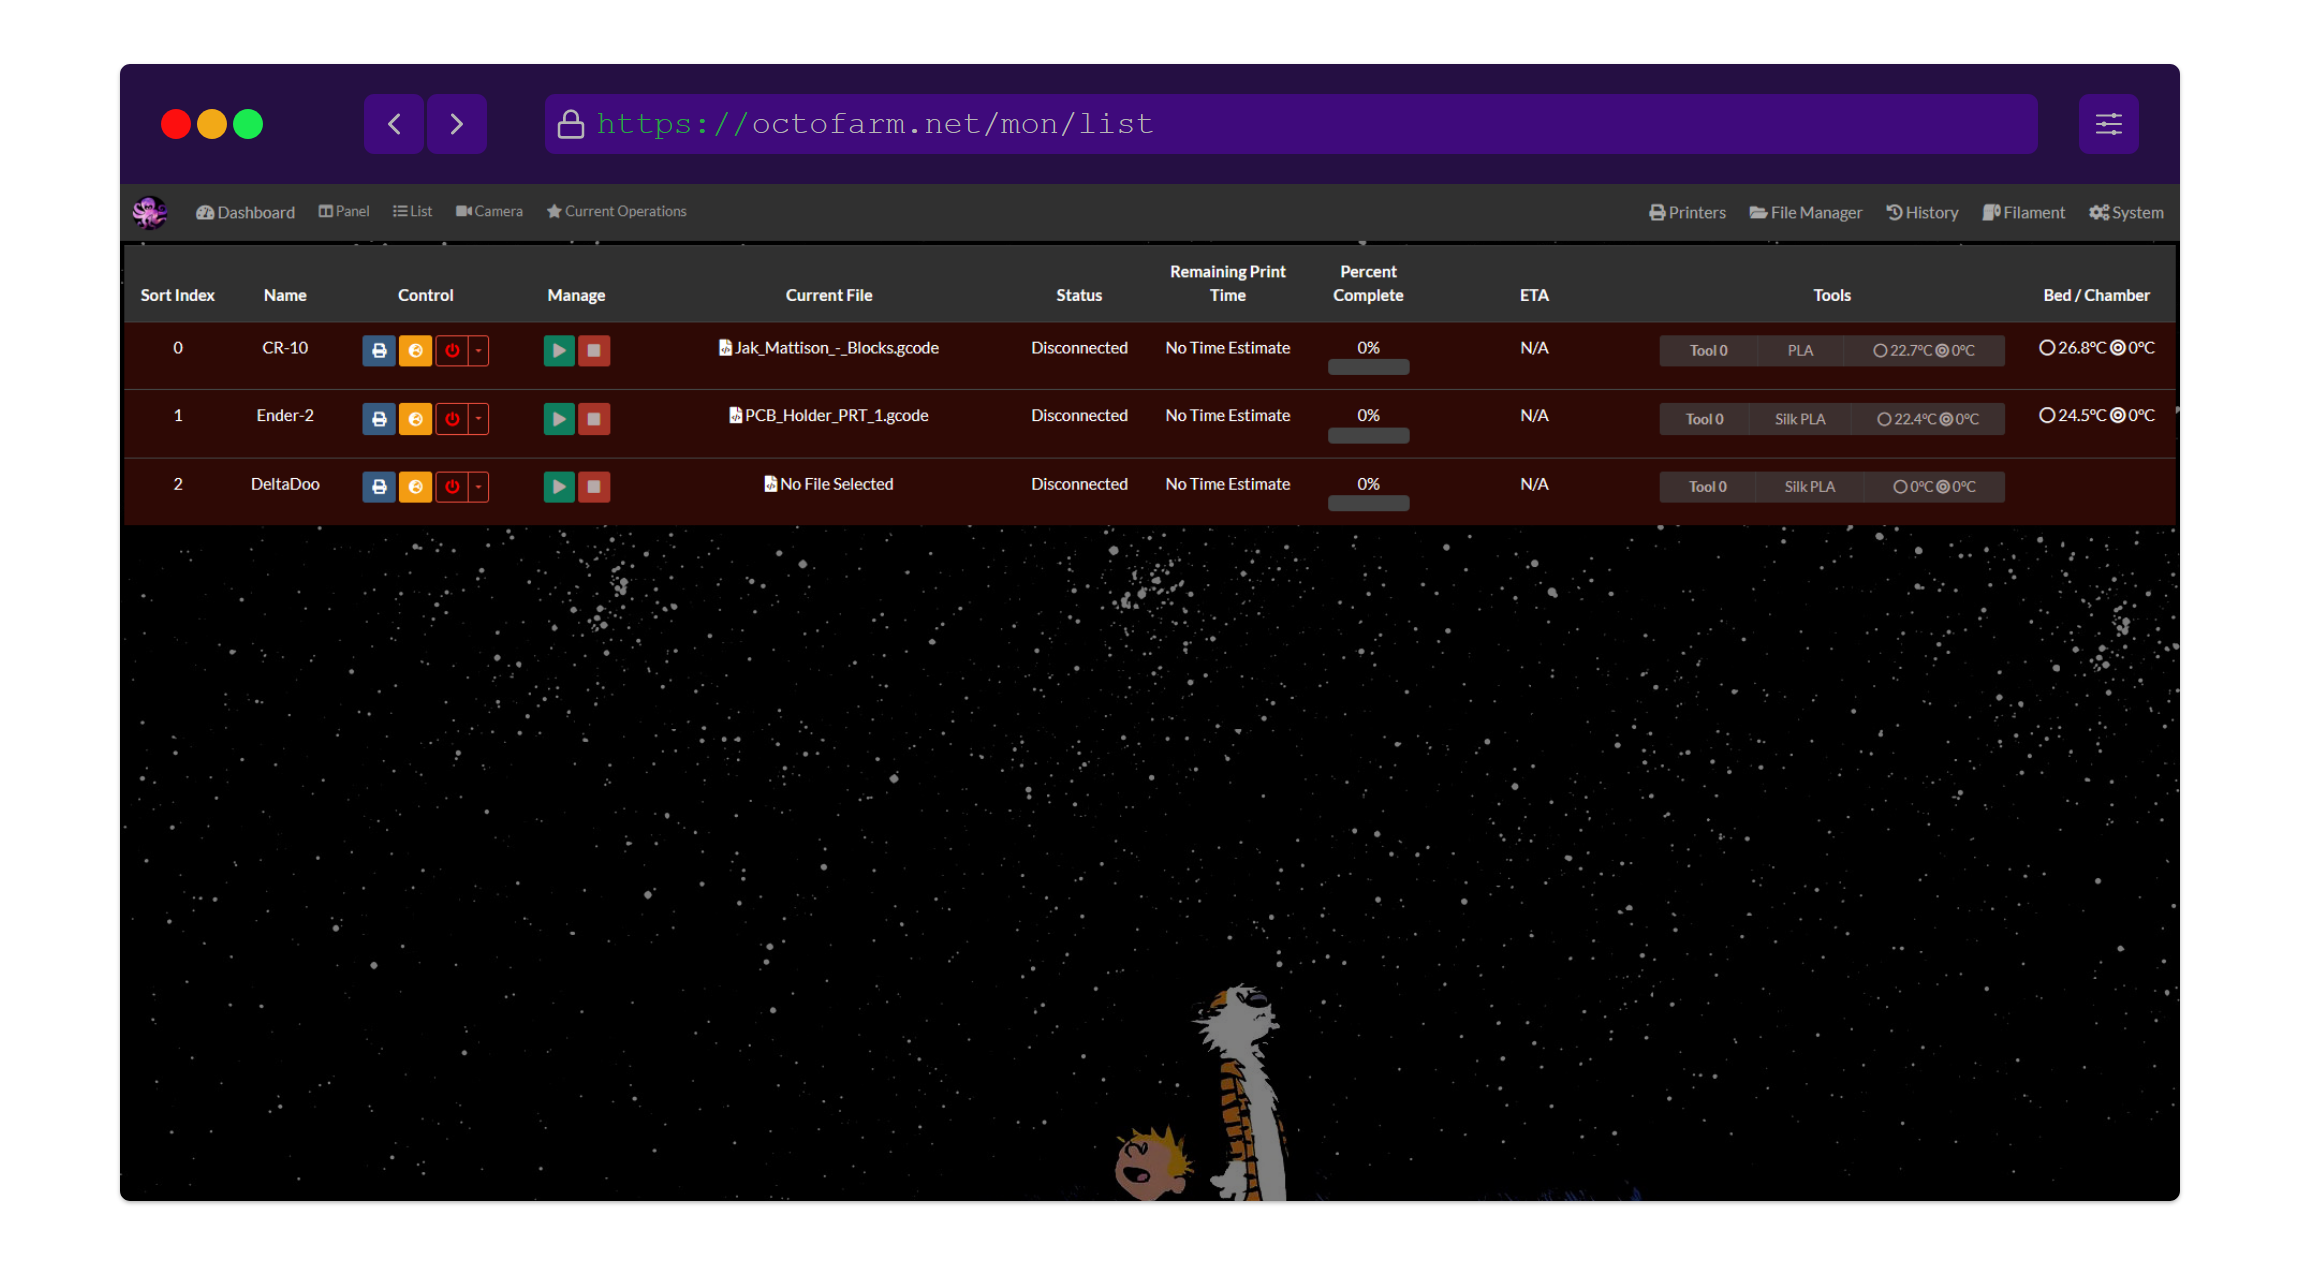 https://octofarm.net/mon/list
Dashboard Panel List Camera Current Operations Printers File Manager History Filament System
Sort Index Name Control Manage Current File Status Remaining Print Time Percent Complete ETA Tools Bed / Chamber
0 CR-10 Jak_Mattison_-_Blocks.gcode Disconnected No Time Estimate 0% N/A Tool 0 PLA 22.7°C 0°C 26.8°C 0°C
1 Ender-2 PCB_Holder_PRT_1.gcode Disconnected No Time Estimate 0% N/A Tool 0 Silk PLA 22.4°C 0°C 24.5°C 0°C
2 DeltaDoo No File Selected Disconnected No Time Estimate 0% N/A Tool 0 Silk PLA 0°C 0°C